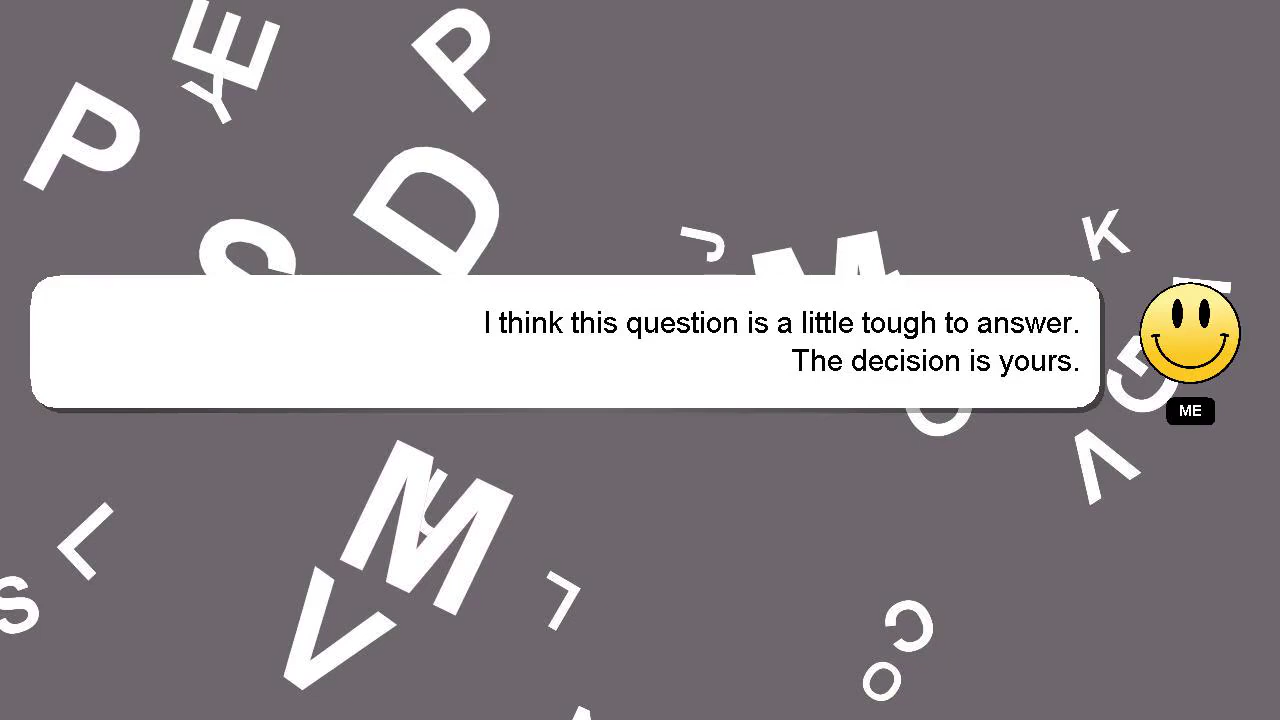 P
E
Y
P
D
S
J
M
K
I think this question is a little tough to answer.
The decision is yours.
G
ME
V
M
L
S
V
L
C
O